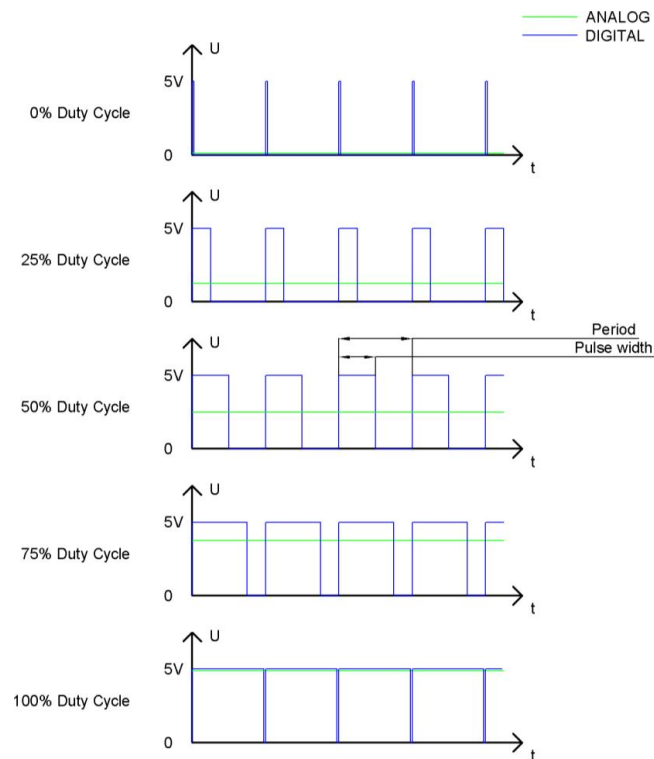 ANALOG
DIGITAL
U
5V
0% Duty Cycle
0
t
U
5V
25% Duty Cycle
0
t
U
Period
Pulse width
5V
50% Duty Cycle
0
t
U
5V
75% Duty Cycle
0
t
U
5V
100% Duty Cycle
0
t